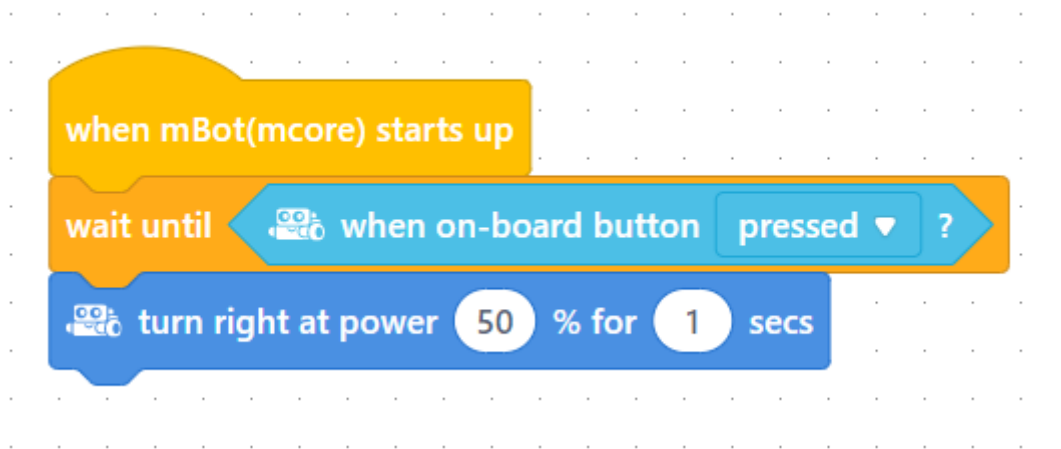 when mBot(mcore) starts up
wait until when on-board button pressed ?
turn right at power 50 % for 1 secs